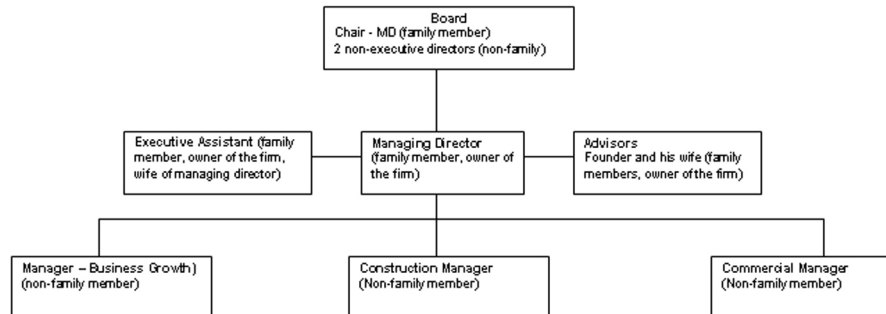 Board
Chair - MD (family member)
2 non-executive directors (non-family)
Executive Assistant (family
member, owner of the firm,
wife of managing director)
Managing Director
(family member, owner of
the firm)
Advisors
Founder and his wife (family
members, owner of the firm)
Manager – Business Growth)
(non-family member)
Construction Manager
(Non-family member)
Commercial Manager
(Non-family member)